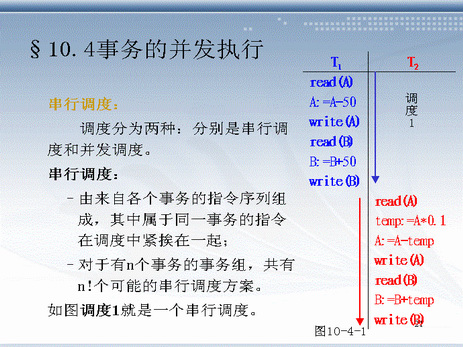 §10.4事务的并发执行
串行调度：
调度分为两种：分别是串行调
度和并发调度。
串行调度：
-由来自各个事务的指令序列组
成，其中属于同一事务的指令
在调度中紧挨在一起；
-对于有n个事务的事务组，共有
n!个可能的串行调度方案。
如图调度1就是一个串行调度。
T1
T2
read(A)
A:=A-50
write(A)
read(B)
B:=B+50
write(B)
调
度
1
read(A)
temp:=A*0.1
A:=A-temp
write(A)
read(B)
B:=B+temp
write(B)
图10-4-1